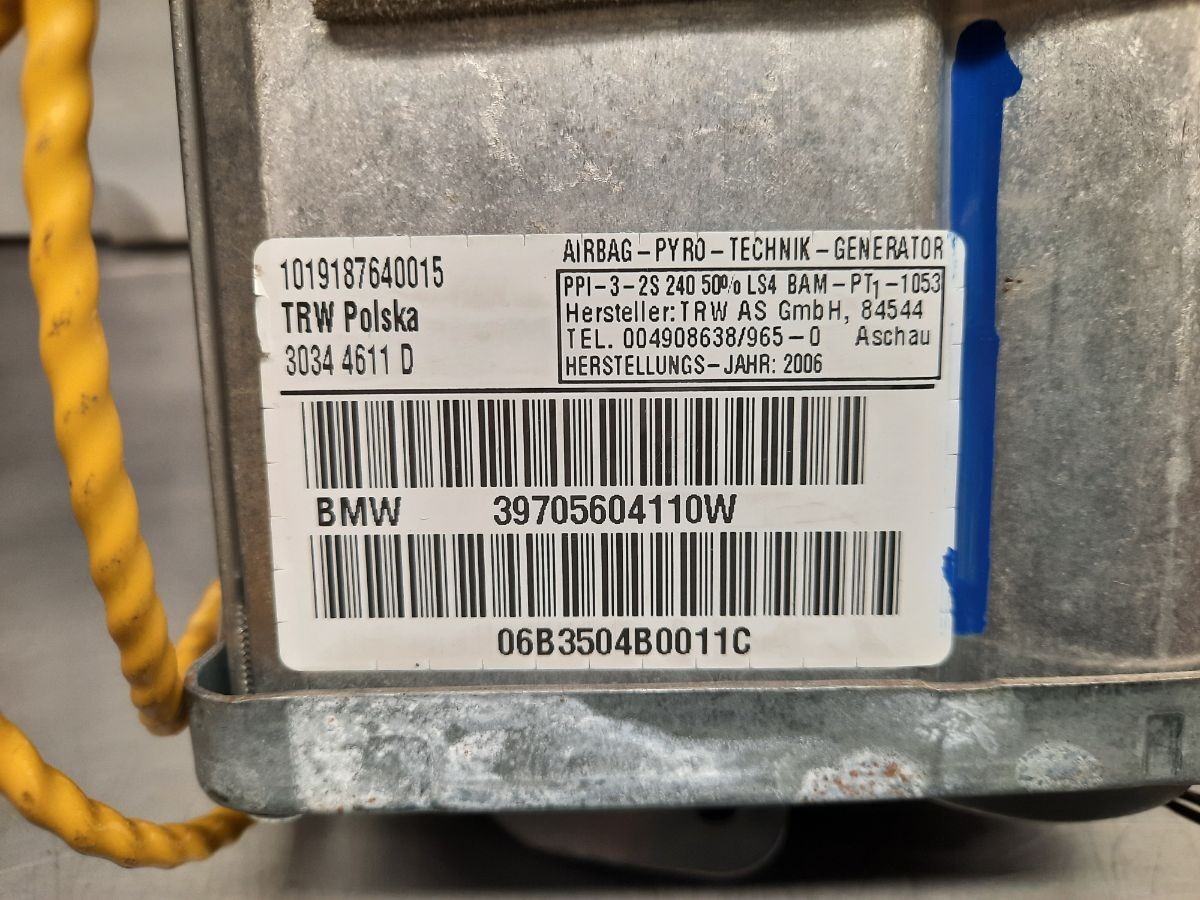 1019187640015
TRW Polska
3034 4611 D
AIRBAG-PYRO-TECHNIK-GENERATOR
PPI-3-2S 240 50% LS4 BAM-PT1-1053
Hersteller: TRW AS GmbH, 84544
TEL. 004908638/965-0 Aschau
HERSTELLUNGS-JAHR: 2006
BMW 39705604110W
06B3504B0011C